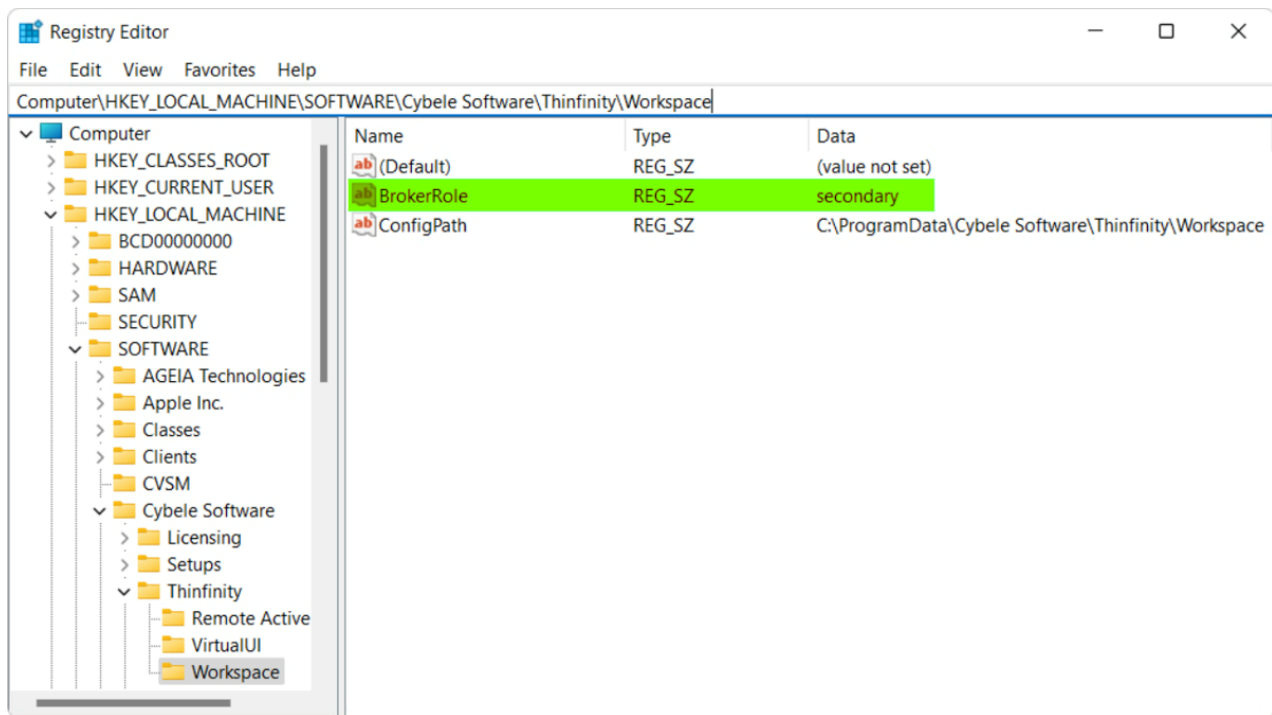 Registry Editor
File Edit View Favorites Help
Computer\HKEY_LOCAL_MACHINE\SOFTWARE\Cybele Software\Thinfinity\Workspace
Computer
HKEY_CLASSES_ROOT
HKEY_CURRENT_USER
HKEY_LOCAL_MACHINE
BCD00000000
HARDWARE
SAM
SECURITY
SOFTWARE
AGEIA Technologies
Apple Inc.
Classes
Clients
CVSM
Cybele Software
Licensing
Setups
Thinfinity
Remote Active
VirtualUI
Workspace
Name Type Data
ab (Default) REG_SZ (value not set)
ab BrokerRole REG_SZ secondary
ab ConfigPath REG_SZ C:\ProgramData\Cybele Software\Thinfinity\Workspace